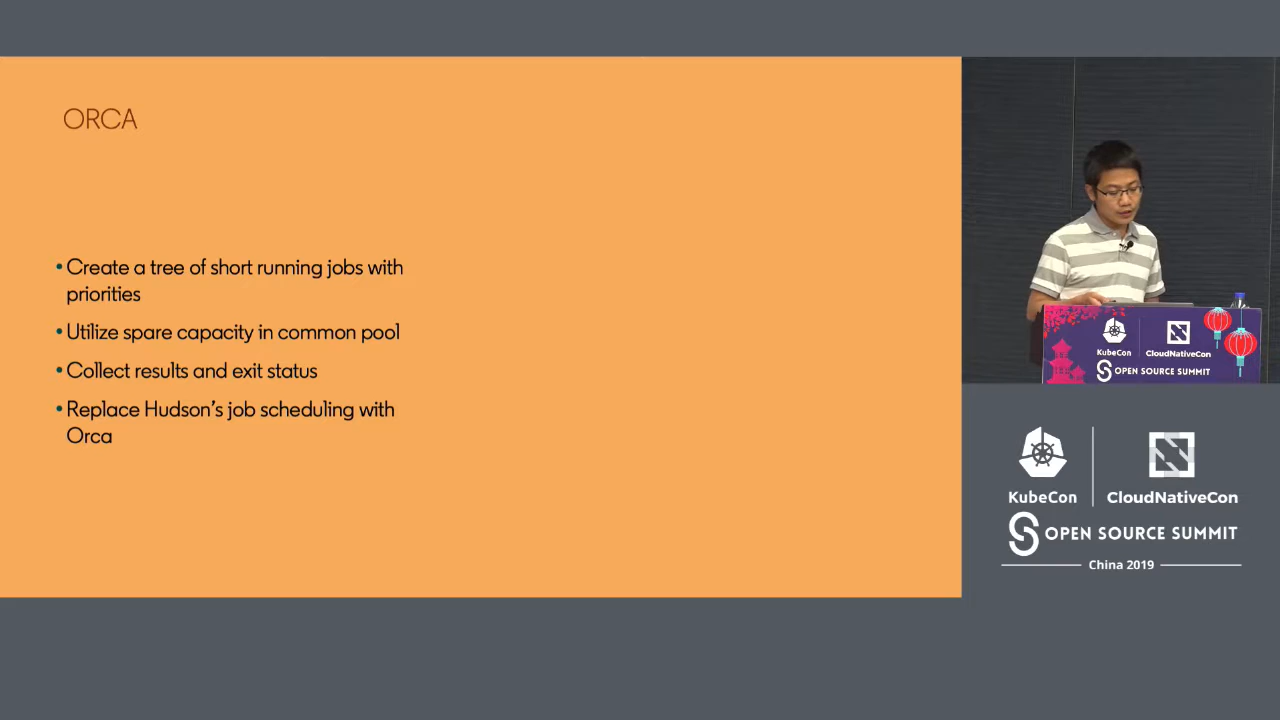 ORCA
• Create a tree of short running jobs with
priorities
• Utilize spare capacity in common pool
• Collect results and exit status
• Replace Hudson's job scheduling with
Orca
KubeCon
CloudNativeCon
OPEN SOURCE SUMMIT
KubeCon
CloudNativeCon
OPEN SOURCE SUMMIT
China 2019